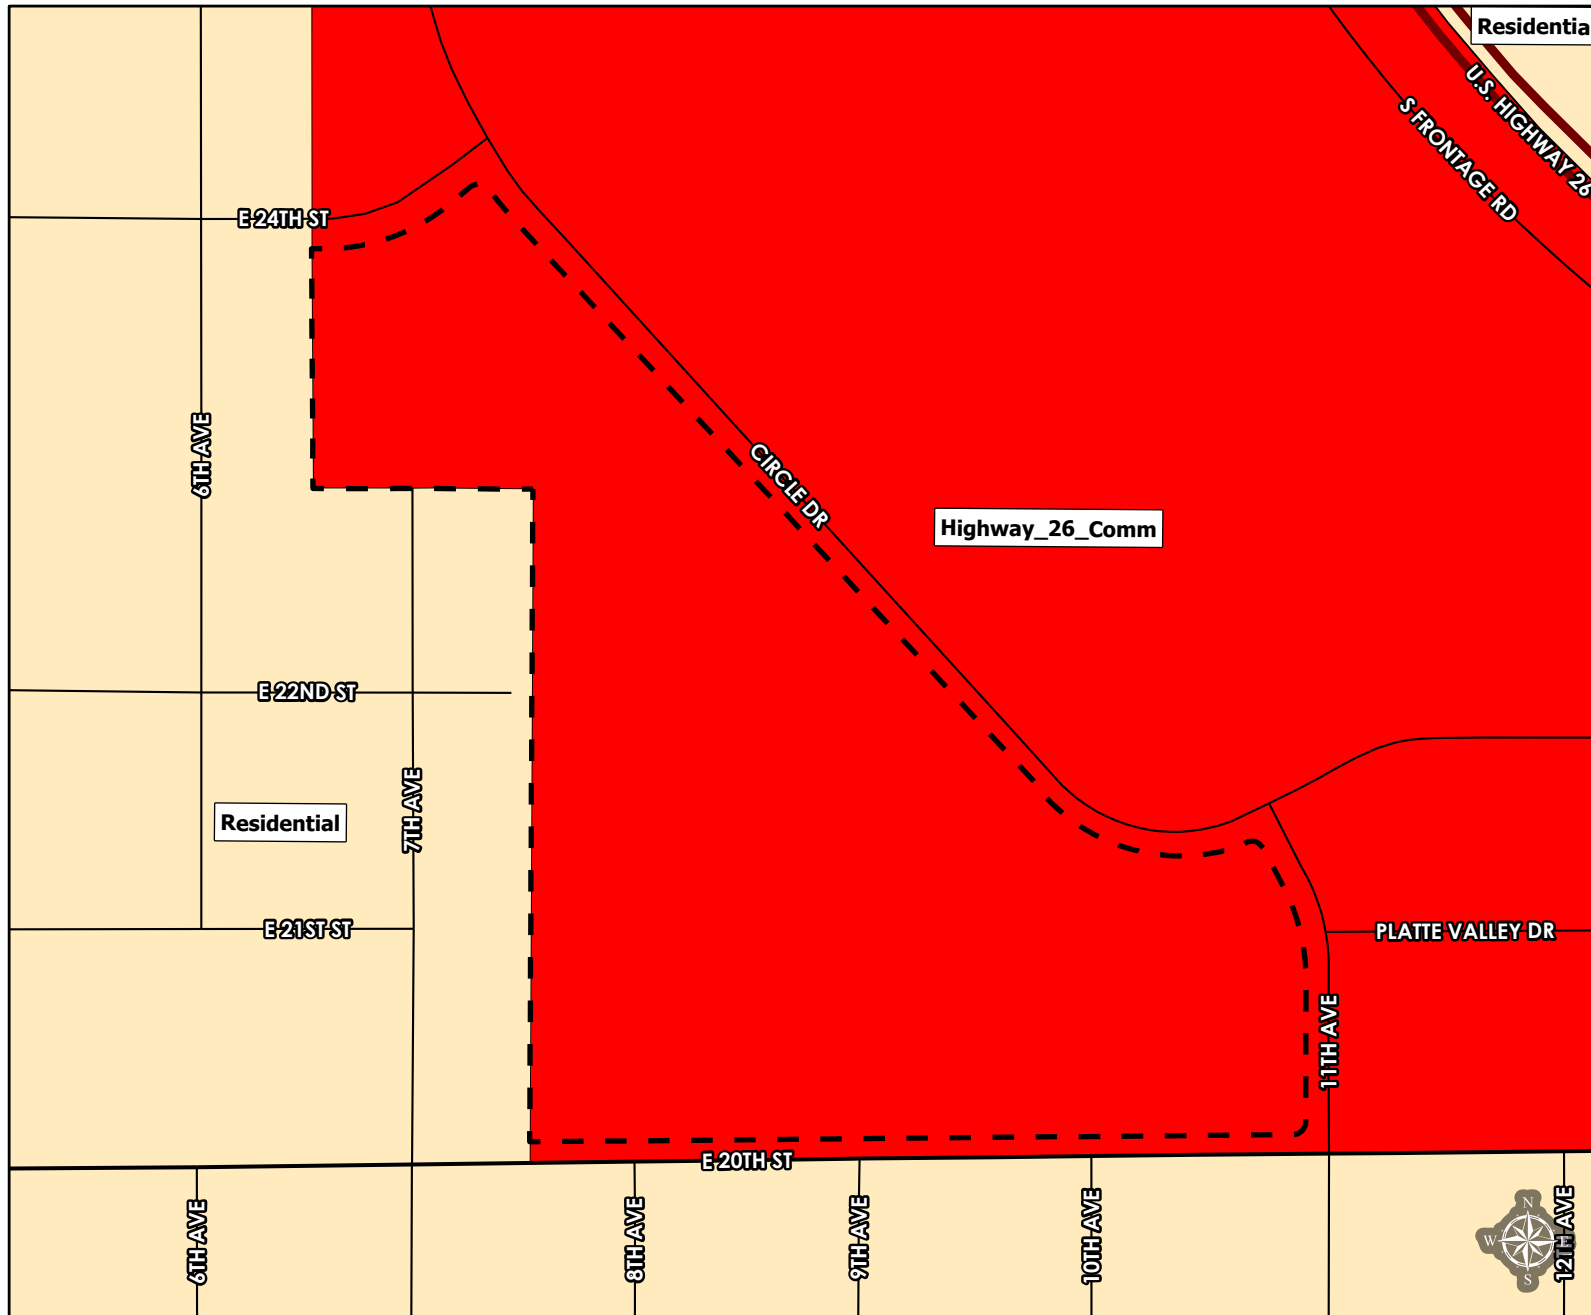 Residentia
U.S. HIGHWAY 26
S FRONTAGE RD
E 24TH ST
6TH AVE
CIRCLE DR
Highway_26_Comm
E 22ND ST
7TH AVE
Residential
E 21ST ST
PLATTE VALLEY DR
11TH AVE
E 20TH ST
6TH AVE
8TH AVE
9TH AVE
10TH AVE
12TH AVE
N
W
E
S